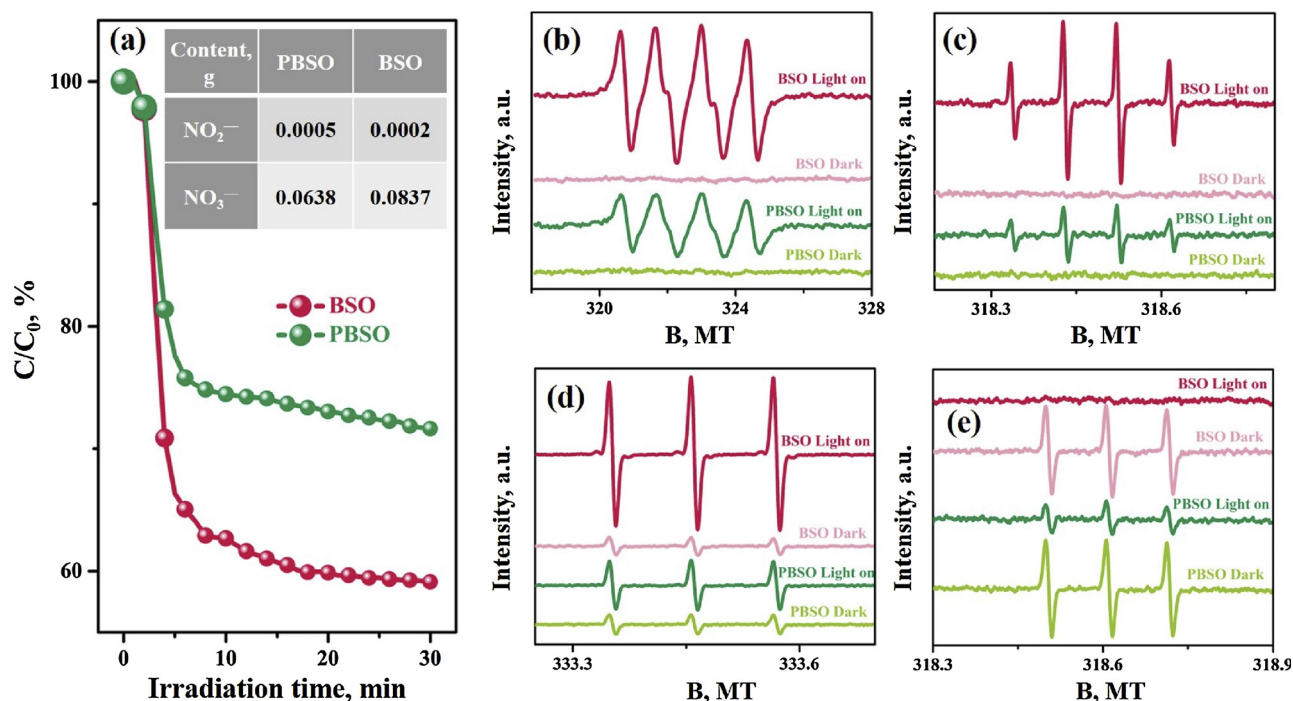 (a)
Content, g
PBSO
BSO
NO₂⁻
0.0005
0.0002
NO₃⁻
0.0638
0.0837
BSO
PBSO
C/C₀, %
100
80
60
0
10
20
30
Irradiation time, min
(b)
BSO Light on
BSO Dark
PBSO Light on
PBSO Dark
Intensity, a.u.
320
324
328
B, MT
(c)
BSO Light on
BSO Dark
PBSO Light on
PBSO Dark
Intensity, a.u.
318.3
318.6
B, MT
(d)
BSO Light on
BSO Dark
PBSO Light on
PBSO Dark
Intensity, a.u.
333.3
333.6
B, MT
(e)
BSO Light on
BSO Dark
PBSO Light on
PBSO Dark
Intensity, a.u.
318.3
318.6
318.9
B, MT